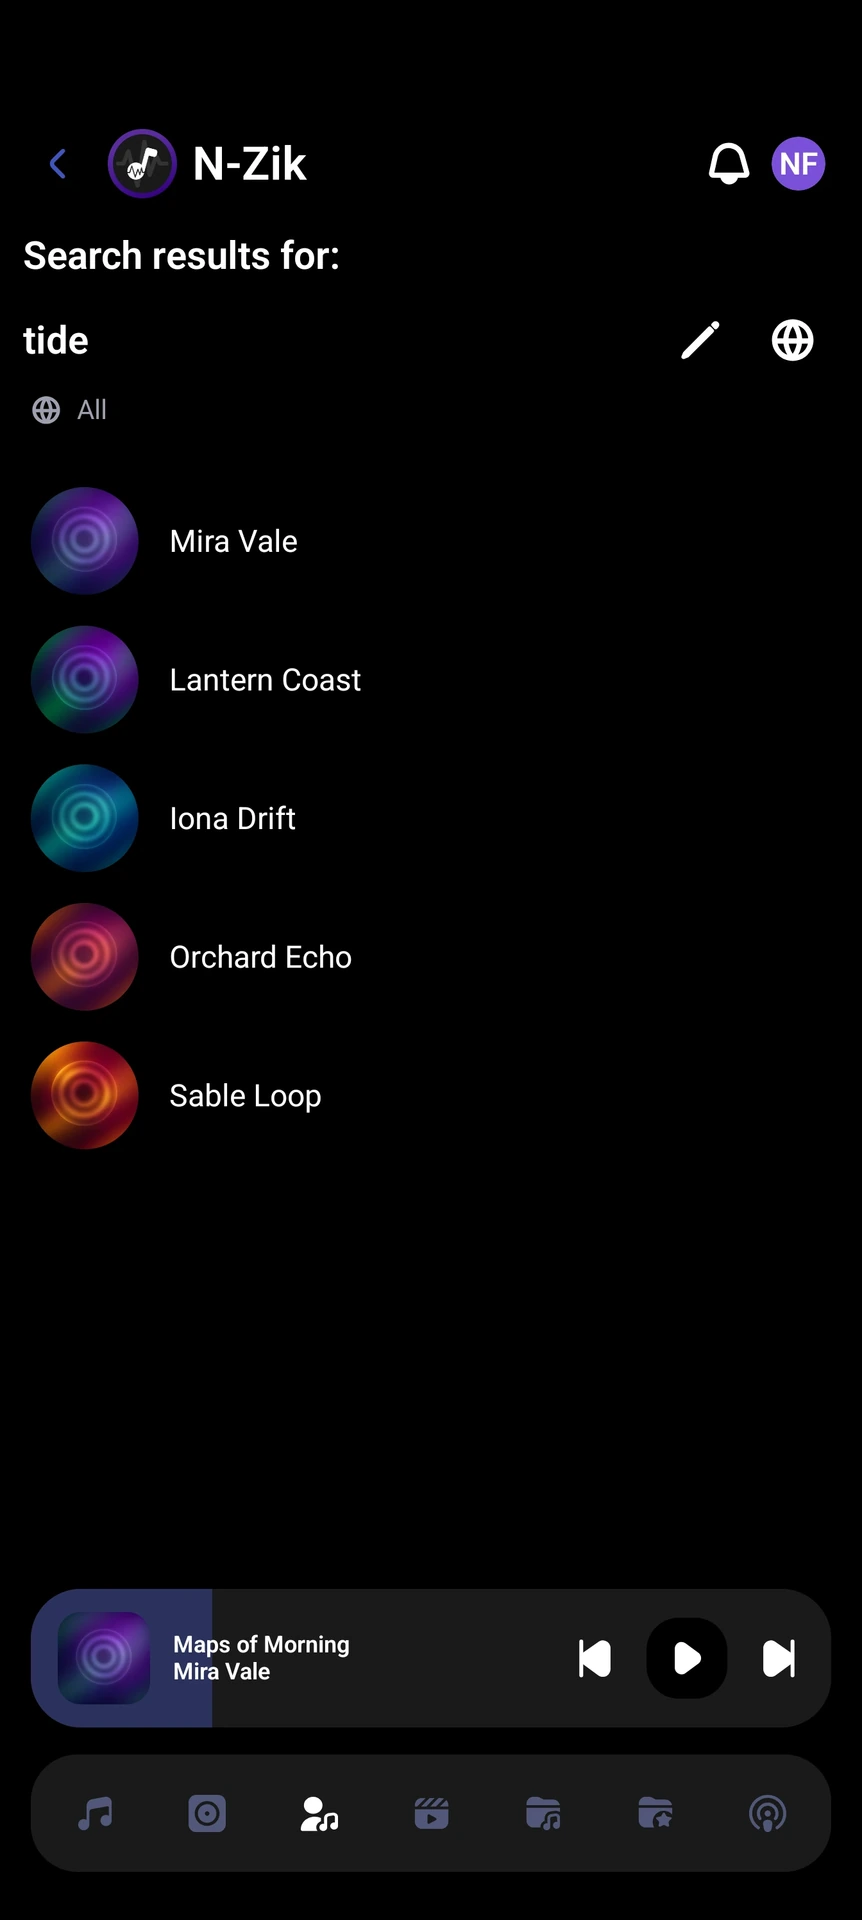 N-Zik
NF
Search results for:
tide
All
Mira Vale
Lantern Coast
Iona Drift
Orchard Echo
Sable Loop
Maps of Morning
Mira Vale